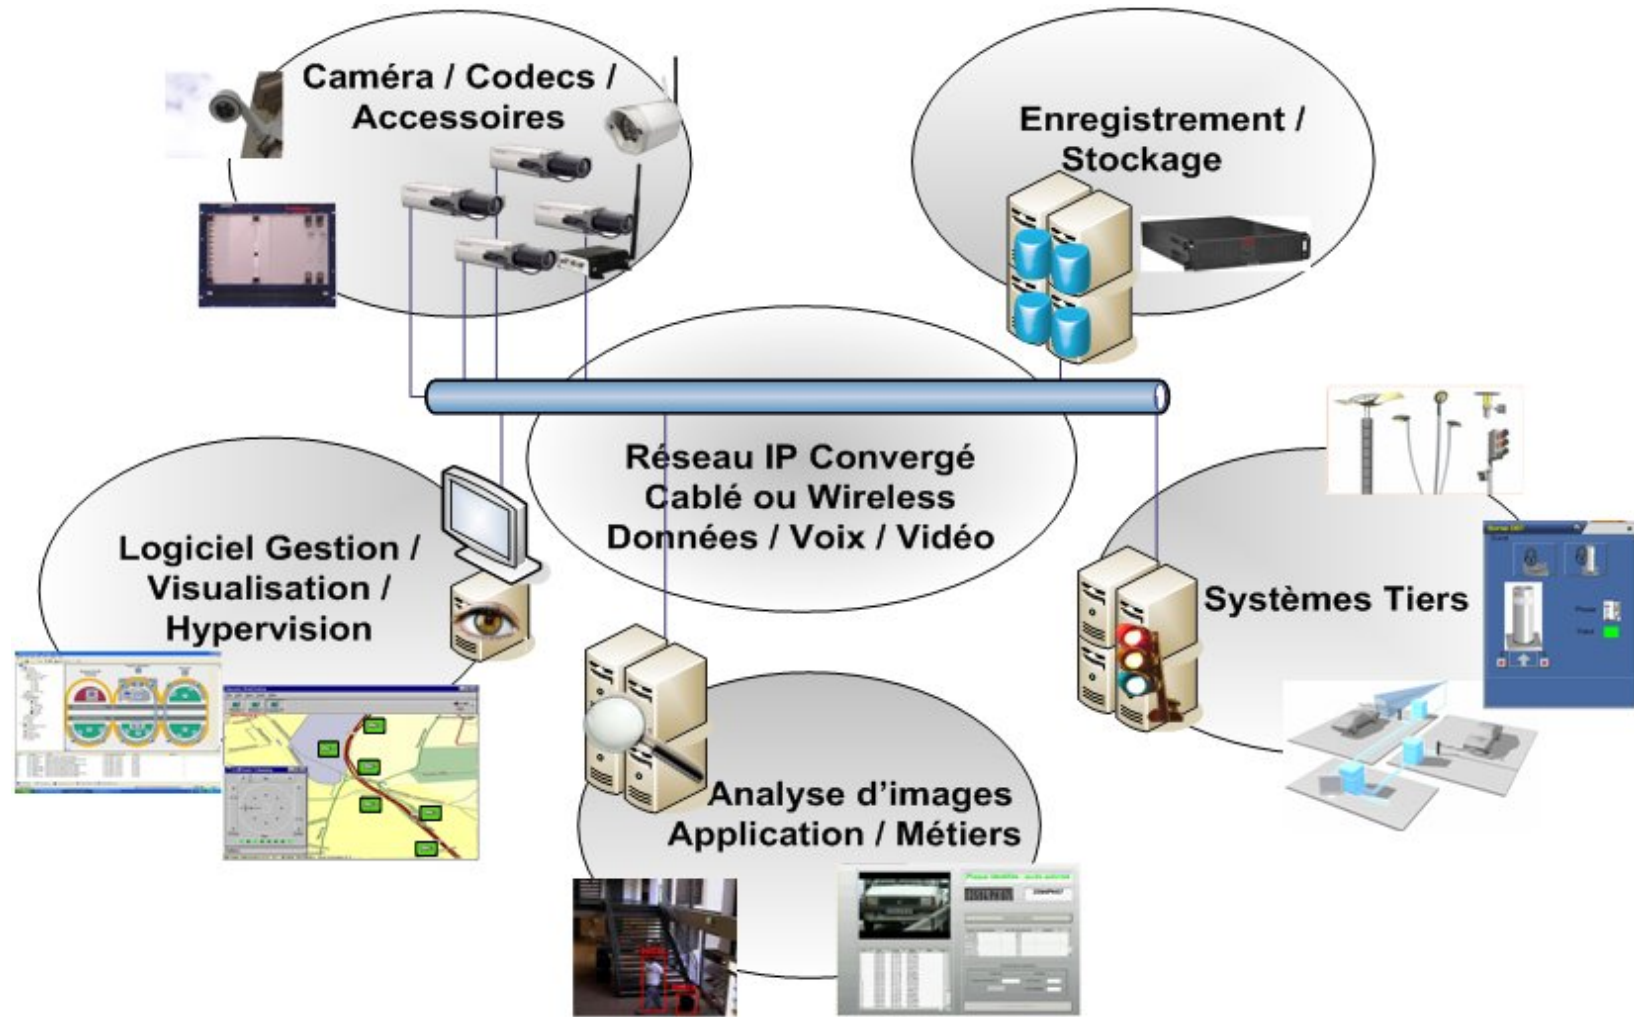 Caméra / Codecs /
Accessoires
Enregistrement /
Stockage
Réseau IP Convergé
Cablé ou Wireless
Données / Voix / Vidéo
Logiciel Gestion /
Visualisation /
Hypervision
Systèmes Tiers
Analyse d'images
Application / Métiers